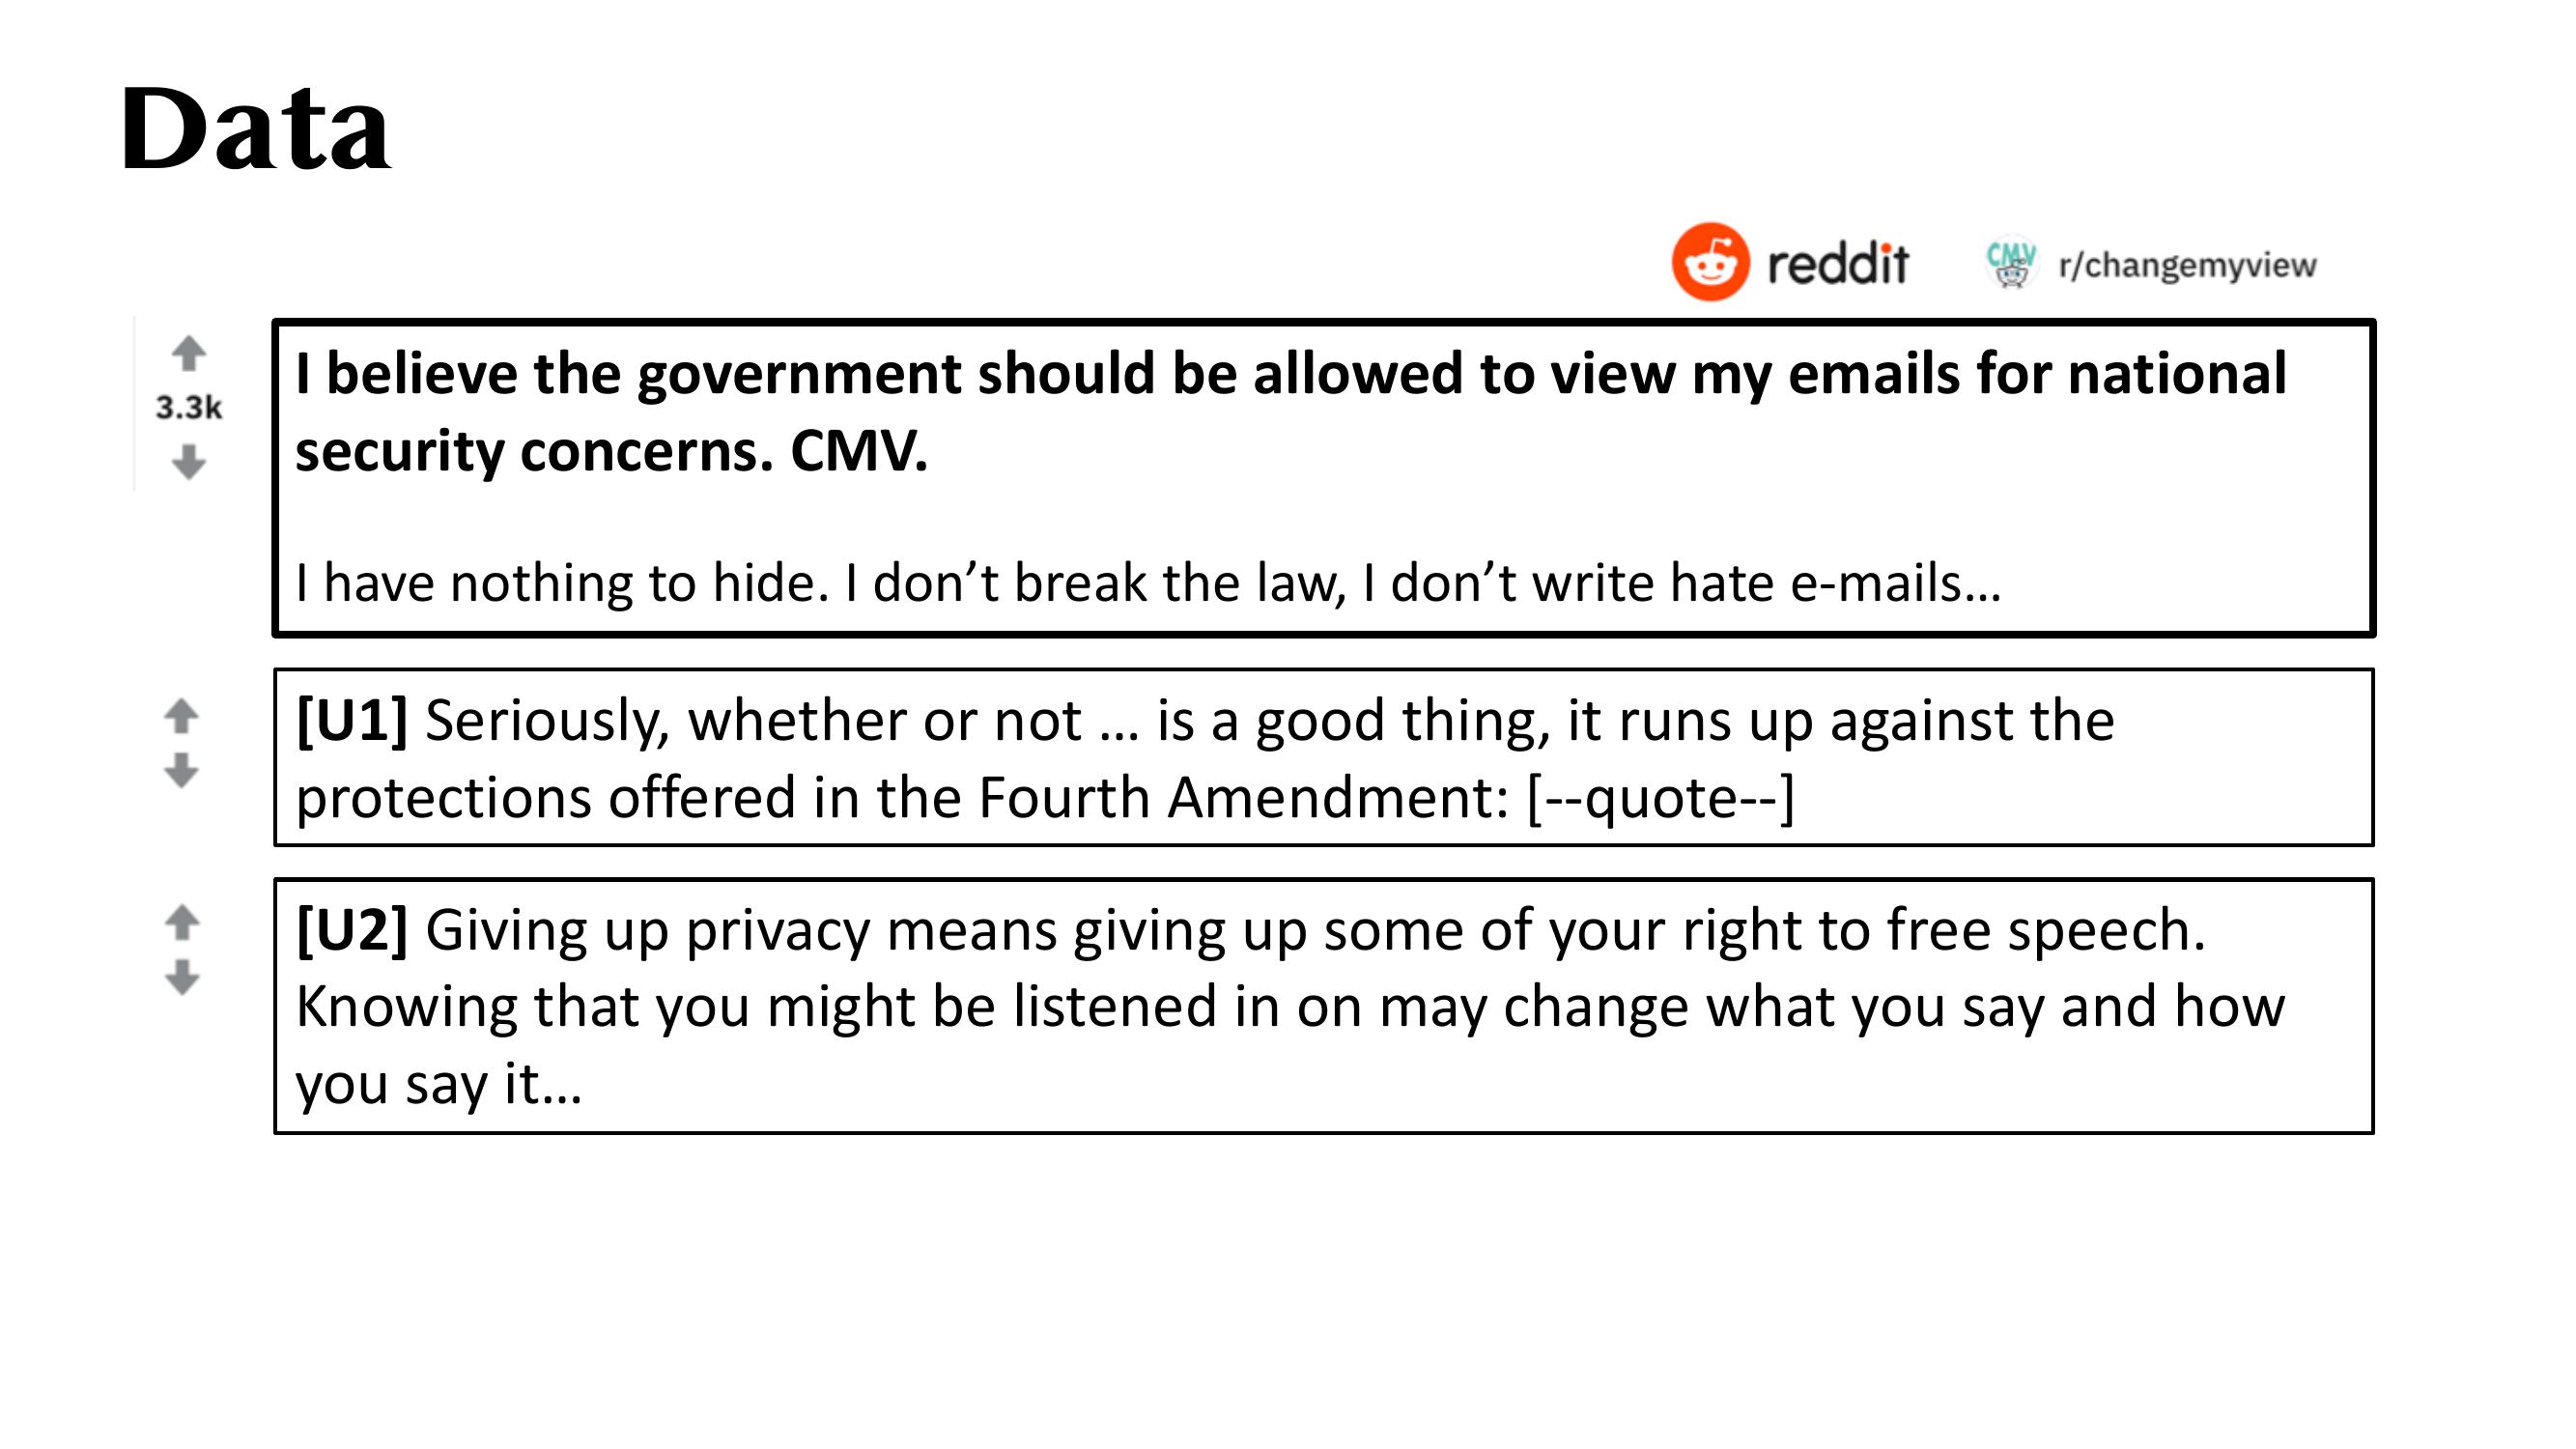 Data
reddit
CMV
r/changemyview
3.3k
I believe the government should be allowed to view my emails for national
security concerns. CMV.
I have nothing to hide. I don’t break the law, I don’t write hate e-mails…
[U1] Seriously, whether or not … is a good thing, it runs up against the
protections offered in the Fourth Amendment: [--quote--]
[U2] Giving up privacy means giving up some of your right to free speech.
Knowing that you might be listened in on may change what you say and how
you say it…